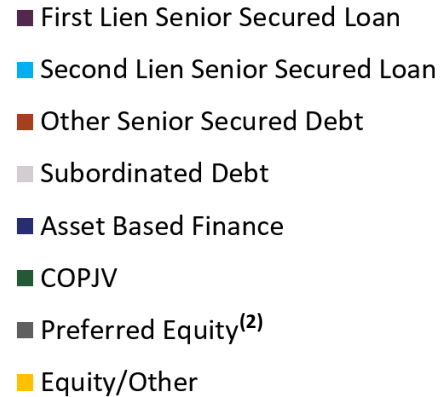 First Lien Senior Secured Loan
Second Lien Senior Secured Loan
Other Senior Secured Debt
Subordinated Debt
Asset Based Finance
COPJV
Preferred Equity(2)
Equity/Other